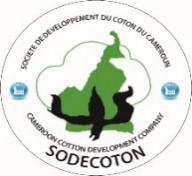 SOCIETE DE DEVELOPPEMENT DU COTON DU CAMEROUN
CAMEROON COTTON DEVELOPMENT COMPANY
SODECOTON